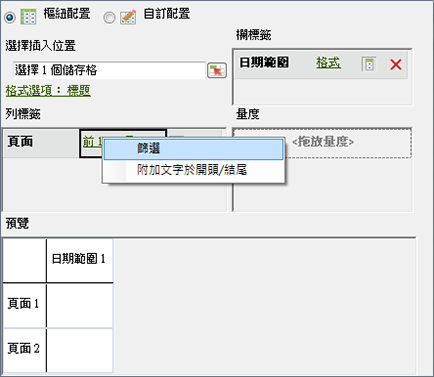 樞紐配置 自訂配置
選擇插入位置
選擇 1 個儲存格
格式選項：標題
欄標籤
日期範圍 格式
列標籤
頁面 前 1
量度
<拖放量度>
篩選
附加文字於開頭/結尾
預覽
日期範圍 1
頁面 1
頁面 2